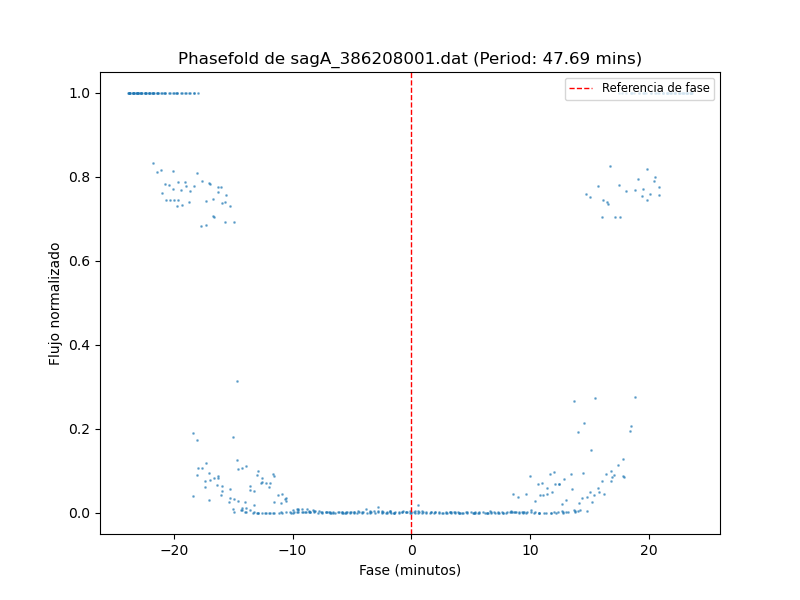 Phasefold de sagA_386208001.dat (Period: 47.69 mins)
Referencia de fase
Flujo normalizado
1.0
0.8
0.6
0.4
0.2
0.0
−20
−10
0
10
20
Fase (minutos)